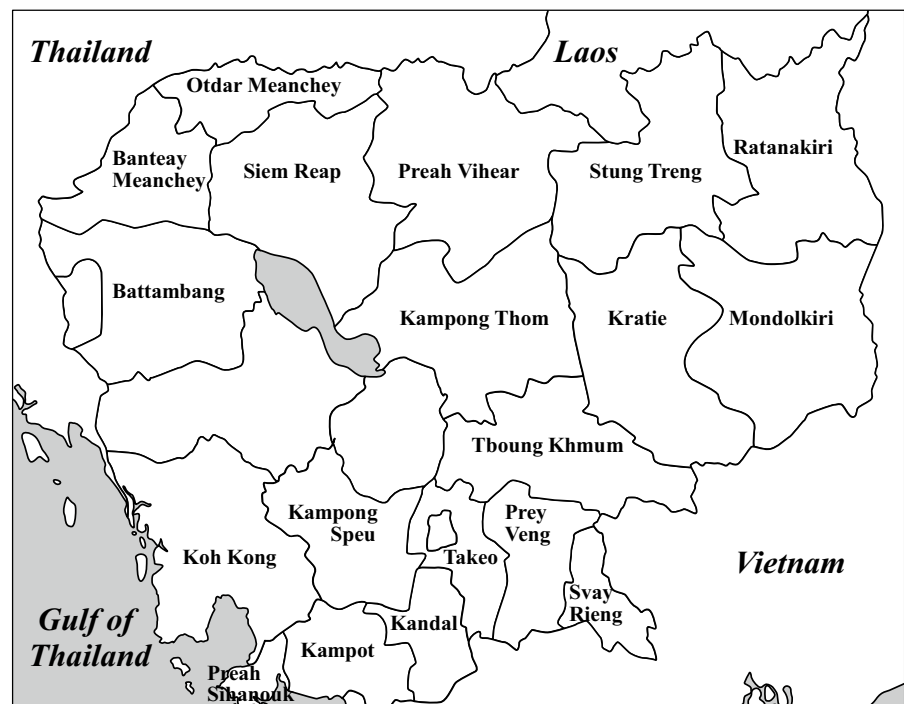 Thailand
Laos
Otdar Meanchey
Banteay
Meanchey
Siem Reap
Preah Vihear
Stung Treng
Ratanakiri
Battambang
Kampong Thom
Kratie
Mondolkiri
Tboung Khmum
Kampong
Speu
Prey
Veng
Koh Kong
Takeo
Vietnam
Svay
Rieng
Gulf of
Thailand
Kandal
Kampot
Preah
Sihanouk